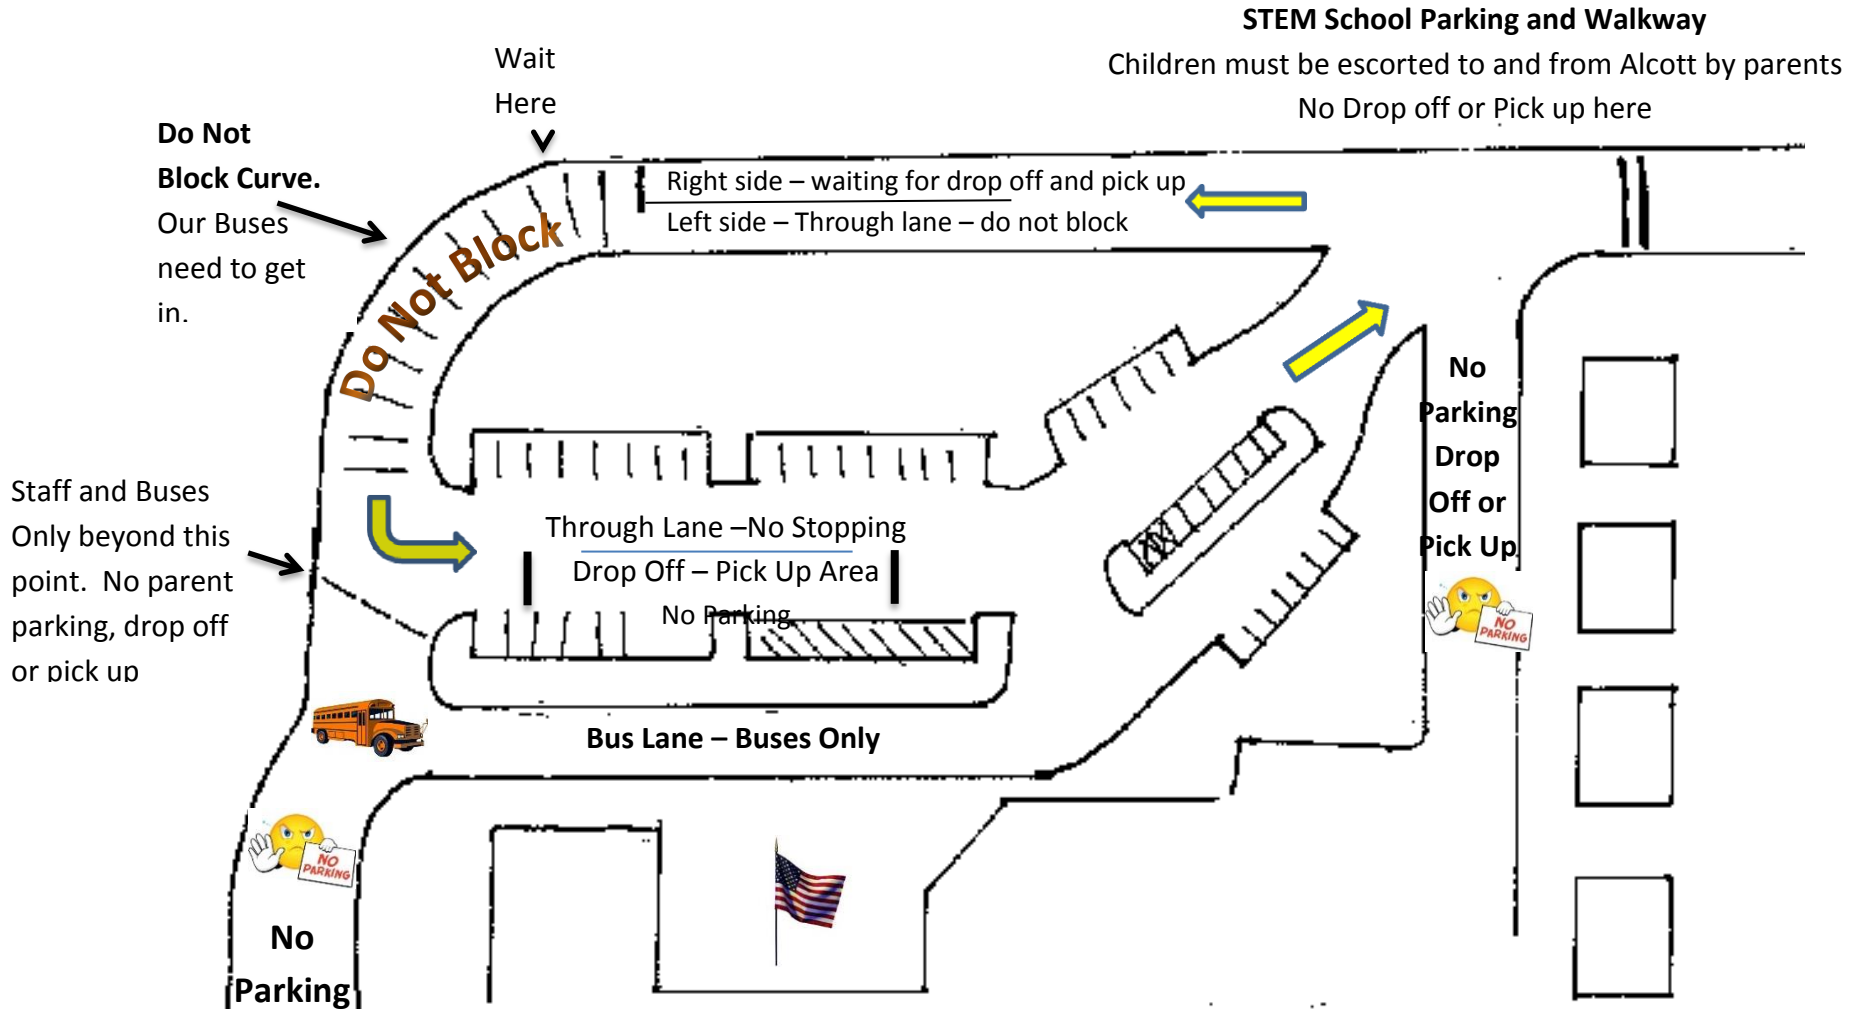 STEM School Parking and Walkway
Children must be escorted to and from Alcott by parents
No Drop off or Pick up here
Wait
Here
Do Not
Block Curve.
Our Buses
need to get
in.
Right side – waiting for drop off and pick up
Left side – Through lane – do not block
Do Not Block
No
Parking
Drop
Off or
Pick Up
NO
PARKING
Staff and Buses
Only beyond this
point. No parent
parking, drop off
or pick up
Through Lane –No Stopping
Drop Off – Pick Up Area
No Parking
Bus Lane – Buses Only
NO
PARKING
No
Parking